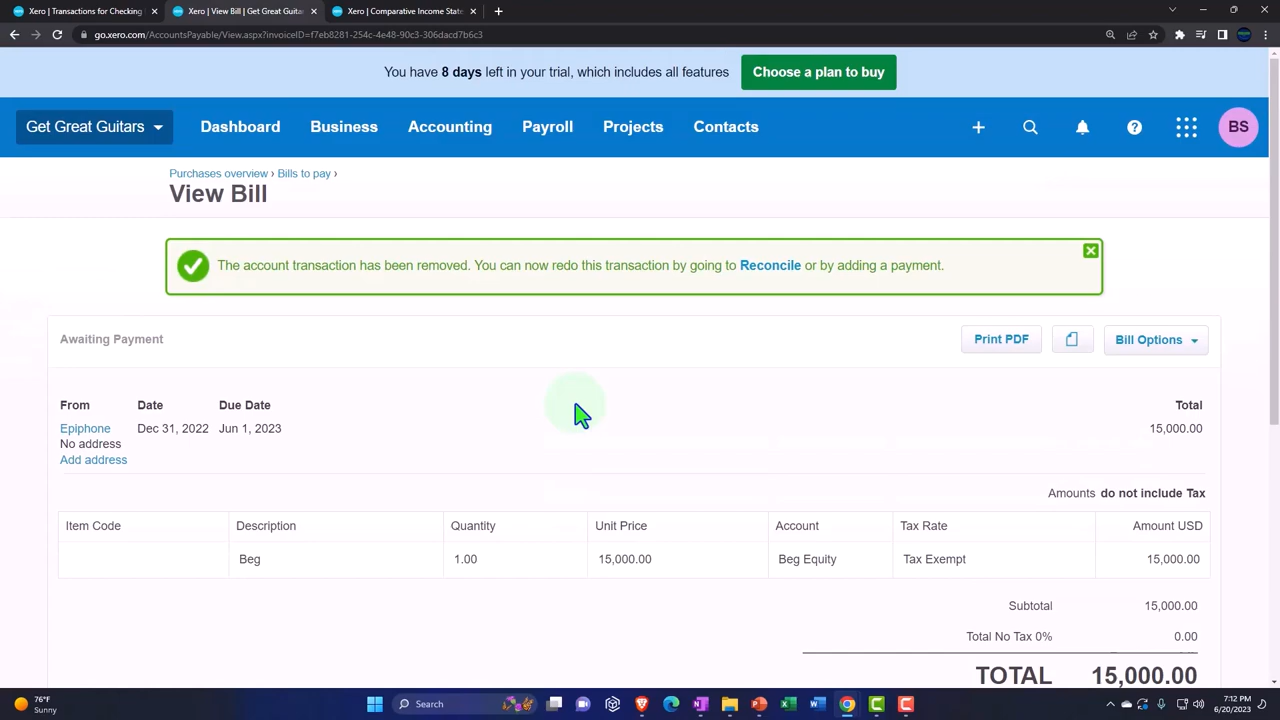 Xero | Transactions for Checking
Xero | View Bill | Get Great Guitar
Xero | Comparative Income State
go.xero.com/AccountsPayable/View.aspx?invoiceID=f7eb8281-254c-4e48-90c3-306dacd7b6c3
You have 8 days left in your trial, which includes all features
Choose a plan to buy
Get Great Guitars
Dashboard
Business
Accounting
Payroll
Projects
Contacts
BS
Purchases overview › Bills to pay ›
View Bill
The account transaction has been removed. You can now redo this transaction by going to Reconcile or by adding a payment.
Awaiting Payment
Print PDF
Bill Options
From Date Due Date Total
Epiphone Dec 31, 2022 Jun 1, 2023 15,000.00
No address
Add address
Amounts do not include Tax
Item Code Description Quantity Unit Price Account Tax Rate Amount USD
Beg 1.00 15,000.00 Beg Equity Tax Exempt 15,000.00
Subtotal 15,000.00
Total No Tax 0% 0.00
TOTAL 15,000.00
76°F
Sunny
Search
7:12 PM
6/20/2023